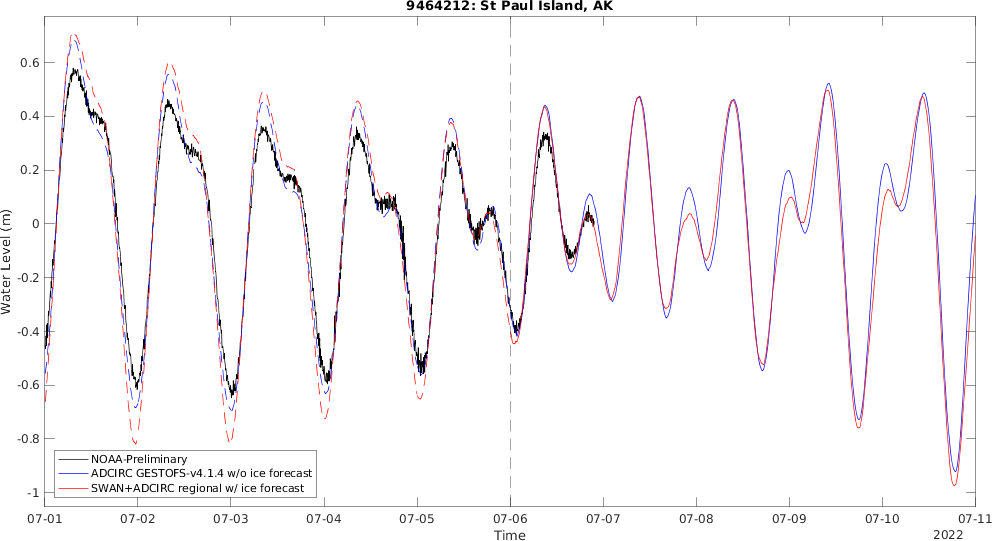 9464212: St Paul Island, AK
Water Level (m)
0.6
0.4
0.2
0
-0.2
-0.4
-0.6
-0.8
-1
NOAA-Preliminary
ADCIRC GESTOFS-v4.1.4 w/o ice forecast
SWAN+ADCIRC regional w/ ice forecast
07-01 07-02 07-03 07-04 07-05 07-06 07-07 07-08 07-09 07-10 07-11
Time
2022